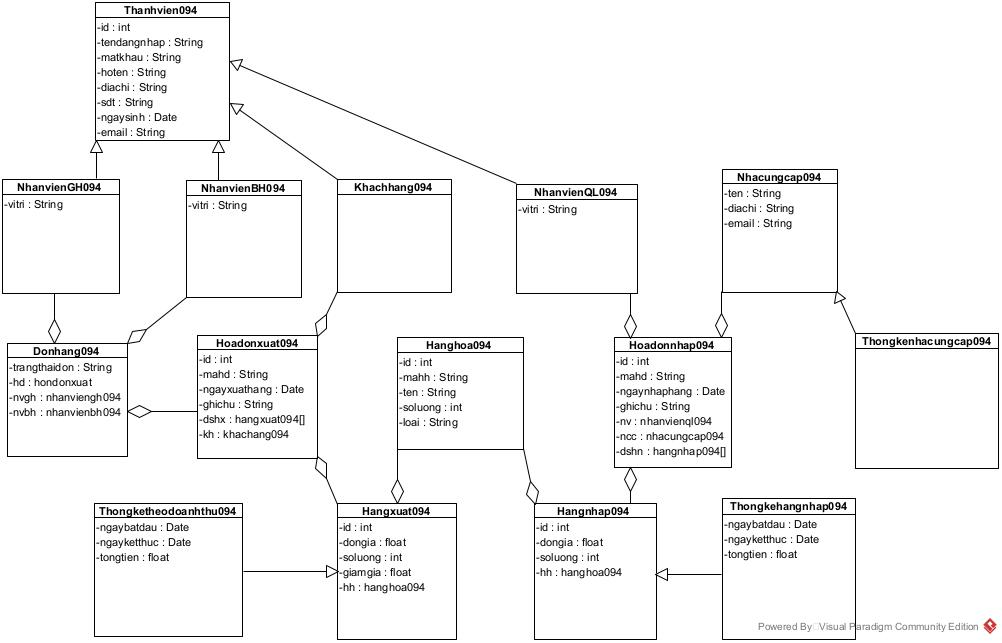 Thanhvien094
-id : int
-tendangnhap : String
-matkhau : String
-hoten : String
-diachi : String
-sdt : String
-ngaysinh : Date
-email : String
NhanvienGH094
-vitri : String
NhanvienBH094
-vitri : String
Khachhang094
NhanvienQL094
-vitri : String
Nhacungcap094
-ten : String
-diachi : String
-email : String
Donhang094
-trangthaidon : String
-hd : hondonxuat
-nvgh : nhanviengh094
-nvbh : nhanvienbh094
Hoadonxuat094
-id : int
-mahd : String
-ngayxuathang : Date
-ghichu : String
-dshx : hangxuat094[]
-kh : khachang094
Hanghoa094
-id : int
-mahh : String
-ten : String
-soluong : int
-loai : String
Hoadonnhap094
-id : int
-mahd : String
-ngaynhaphang : Date
-ghichu : String
-nv : nhanvienql094
-ncc : nhacungcap094
-dshn : hangnhap094[]
Thongkenhacungcap094
Thongketheodoanhthu094
-ngaybatdau : Date
-ngayketthuc : Date
-tongtien : float
Hangxuat094
-id : int
-dongia : float
-soluong : int
-giamgia : float
-hh : hanghoa094
Hangnhap094
-id : int
-dongia : float
-soluong : int
-hh : hanghoa094
Thongkehangnhap094
-ngaybatdau : Date
-ngayketthuc : Date
-tongtien : float
Powered By Visual Paradigm Community Edition